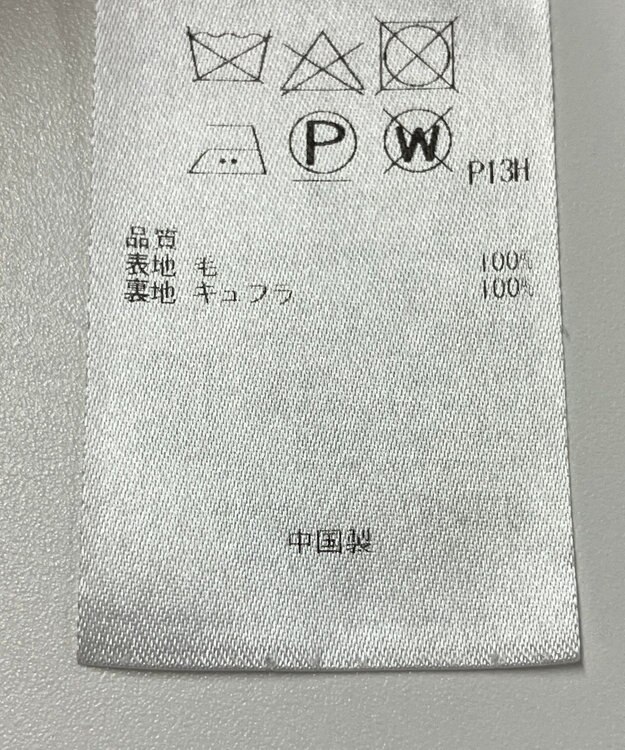 P W P13H
品質
表地 毛 100%
裏地 キュプラ 100%
中国製